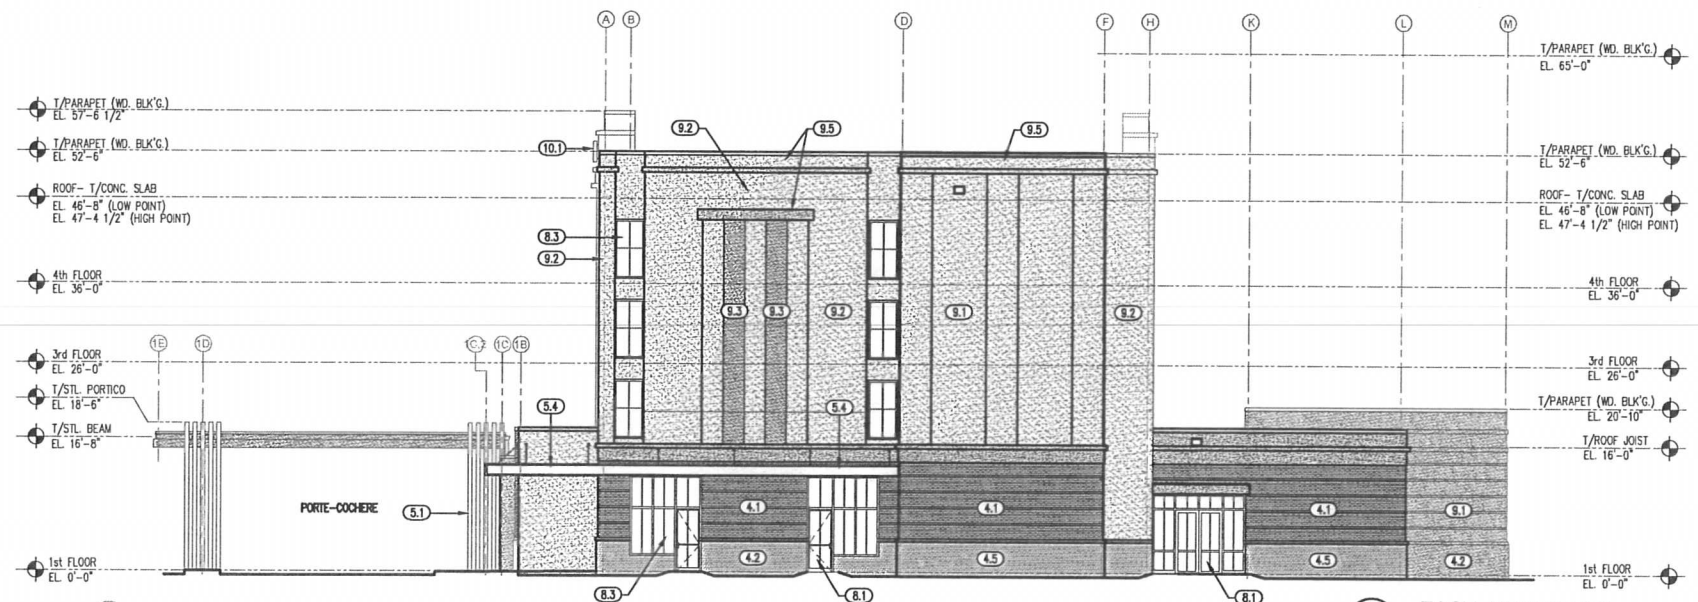 A B D F H K L M
T/PARAPET (WD. BLK'G.)
EL. 65'-0"
T/PARAPET (WD. BLK'G.)
EL. 57'-6 1/2"
T/PARAPET (WD. BLK'G.)
EL. 52'-6"
ROOF- T/CONC. SLAB
EL. 46'-8" (LOW POINT)
EL. 47'-4 1/2" (HIGH POINT)
4th FLOOR
EL. 36'-0"
3rd FLOOR
EL. 26'-0"
T/STL. PORTICO
EL. 18'-6"
T/STL. BEAM
EL. 16'-8"
1st FLOOR
EL. 0'-0"
1E 1D 1C.2 1C 1B
9.2 9.5 9.5
10.1
8.3
9.2
9.3 9.3 9.2 9.1 9.2
5.4 5.4
PORTE-COCHERE
5.1
4.1 4.1 4.1 9.1
4.2 4.5 4.5 4.2
8.3 8.1 8.1
T/PARAPET (WD. BLK'G.)
EL. 52'-6"
ROOF- T/CONC. SLAB
EL. 46'-8" (LOW POINT)
EL. 47'-4 1/2" (HIGH POINT)
4th FLOOR
EL. 36'-0"
3rd FLOOR
EL. 26'-0"
T/PARAPET (WD. BLK'G.)
EL. 20'-10"
T/ROOF JOIST
EL. 16'-0"
1st FLOOR
EL. 0'-0"